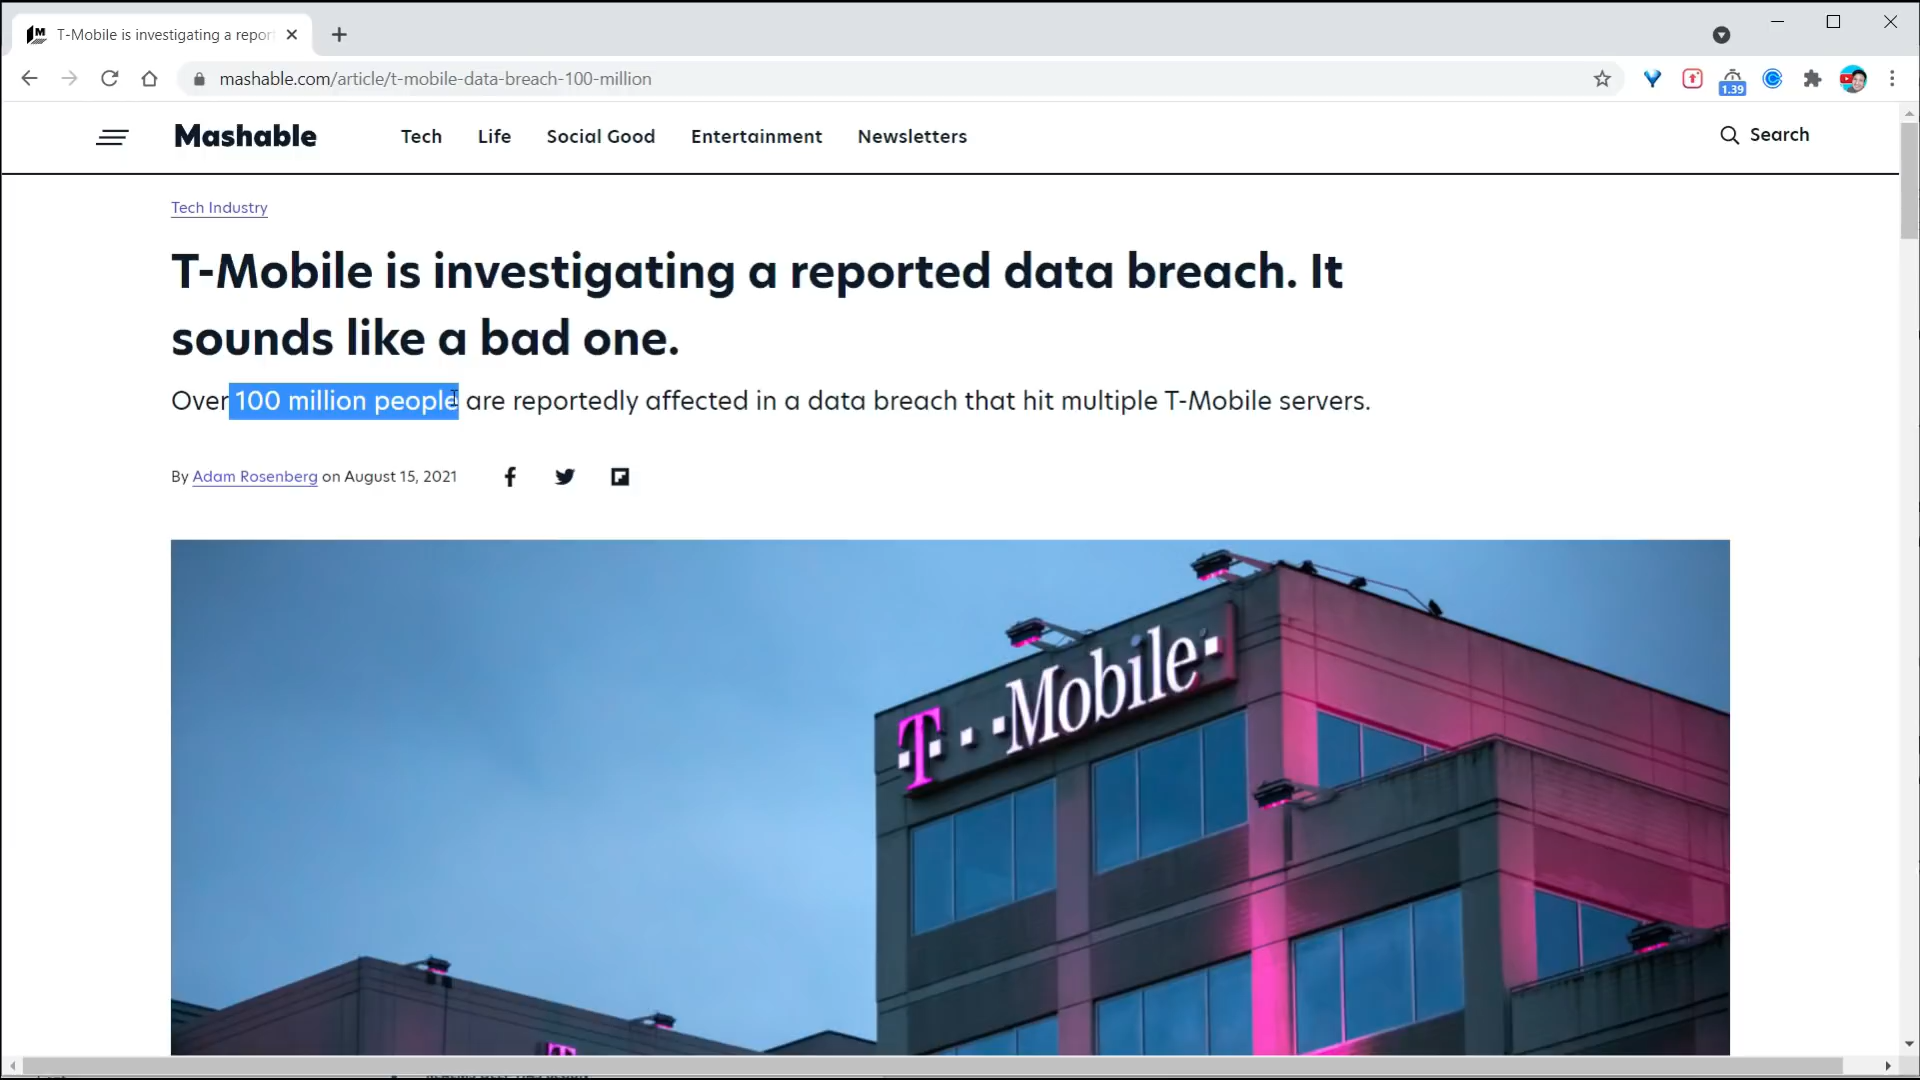 T-Mobile is investigating a repor
mashable.com/article/t-mobile-data-breach-100-million
1.39
Mashable
Tech
Life
Social Good
Entertainment
Newsletters
Search
Tech Industry
T-Mobile is investigating a reported data breach. It
sounds like a bad one.
Over 100 million people are reportedly affected in a data breach that hit multiple T-Mobile servers.
By Adam Rosenberg on August 15, 2021
T Mobile
T